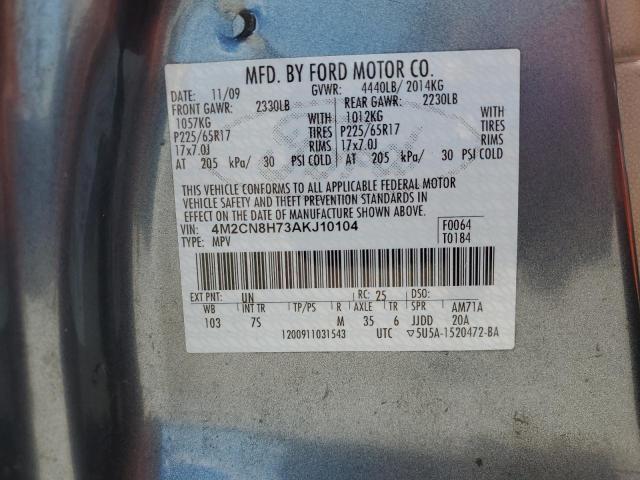 MFD. BY FORD MOTOR CO.
DATE: 11/09 GVWR: 4440LB/ 2014KG
FRONT GAWR: 2330LB REAR GAWR: 2230LB
1057KG WITH 1012KG WITH
P225/65R17 TIRES P225/65R17 TIRES
17x7.0J RIMS 17x7.0J RIMS
AT 205 kPa/ 30 PSI COLD AT 205 kPa/ 30 PSI COLD
THIS VEHICLE CONFORMS TO ALL APPLICABLE FEDERAL MOTOR
VEHICLE SAFETY AND THEFT PREVENTION STANDARDS IN
EFFECT ON THE DATE OF MANUFACTURE SHOWN ABOVE.
VIN: 4M2CN8H73AKJ10104 F0064
TYPE: MPV T0184
EXT PNT: UN RC: 25 DSO:
WB INT TR TP/PS R AXLE TR SPR AM71A
103 7S M 35 6 JJDD 20A
1200911031543 UTC ▽5U5A-1520472-BA